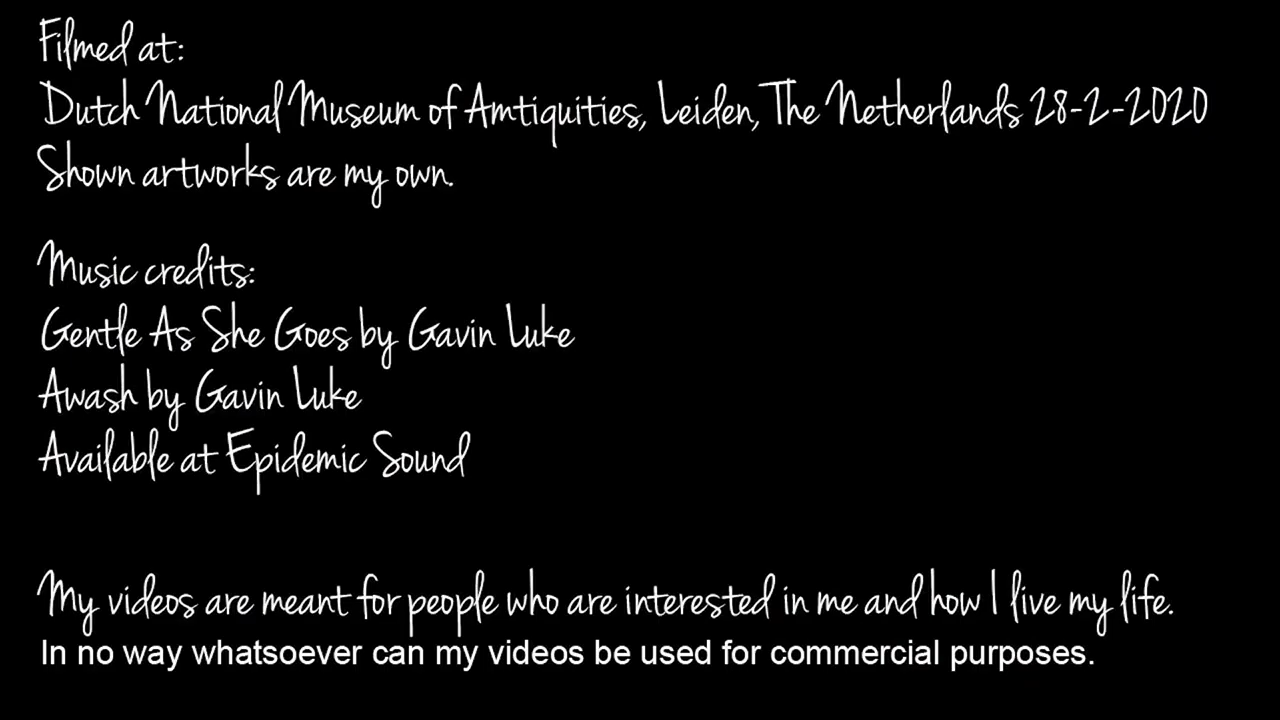 Filmed at:
Dutch National Museum of Amtiquities, Leiden, The Netherlands 28-2-2020
Shown artworks are my own.
Music credits:
Gentle As She Goes by Gavin Luke
Awash by Gavin Luke
Available at Epidemic Sound
My videos are meant for people who are interested in me and how I live my life.
In no way whatsoever can my videos be used for commercial purposes.